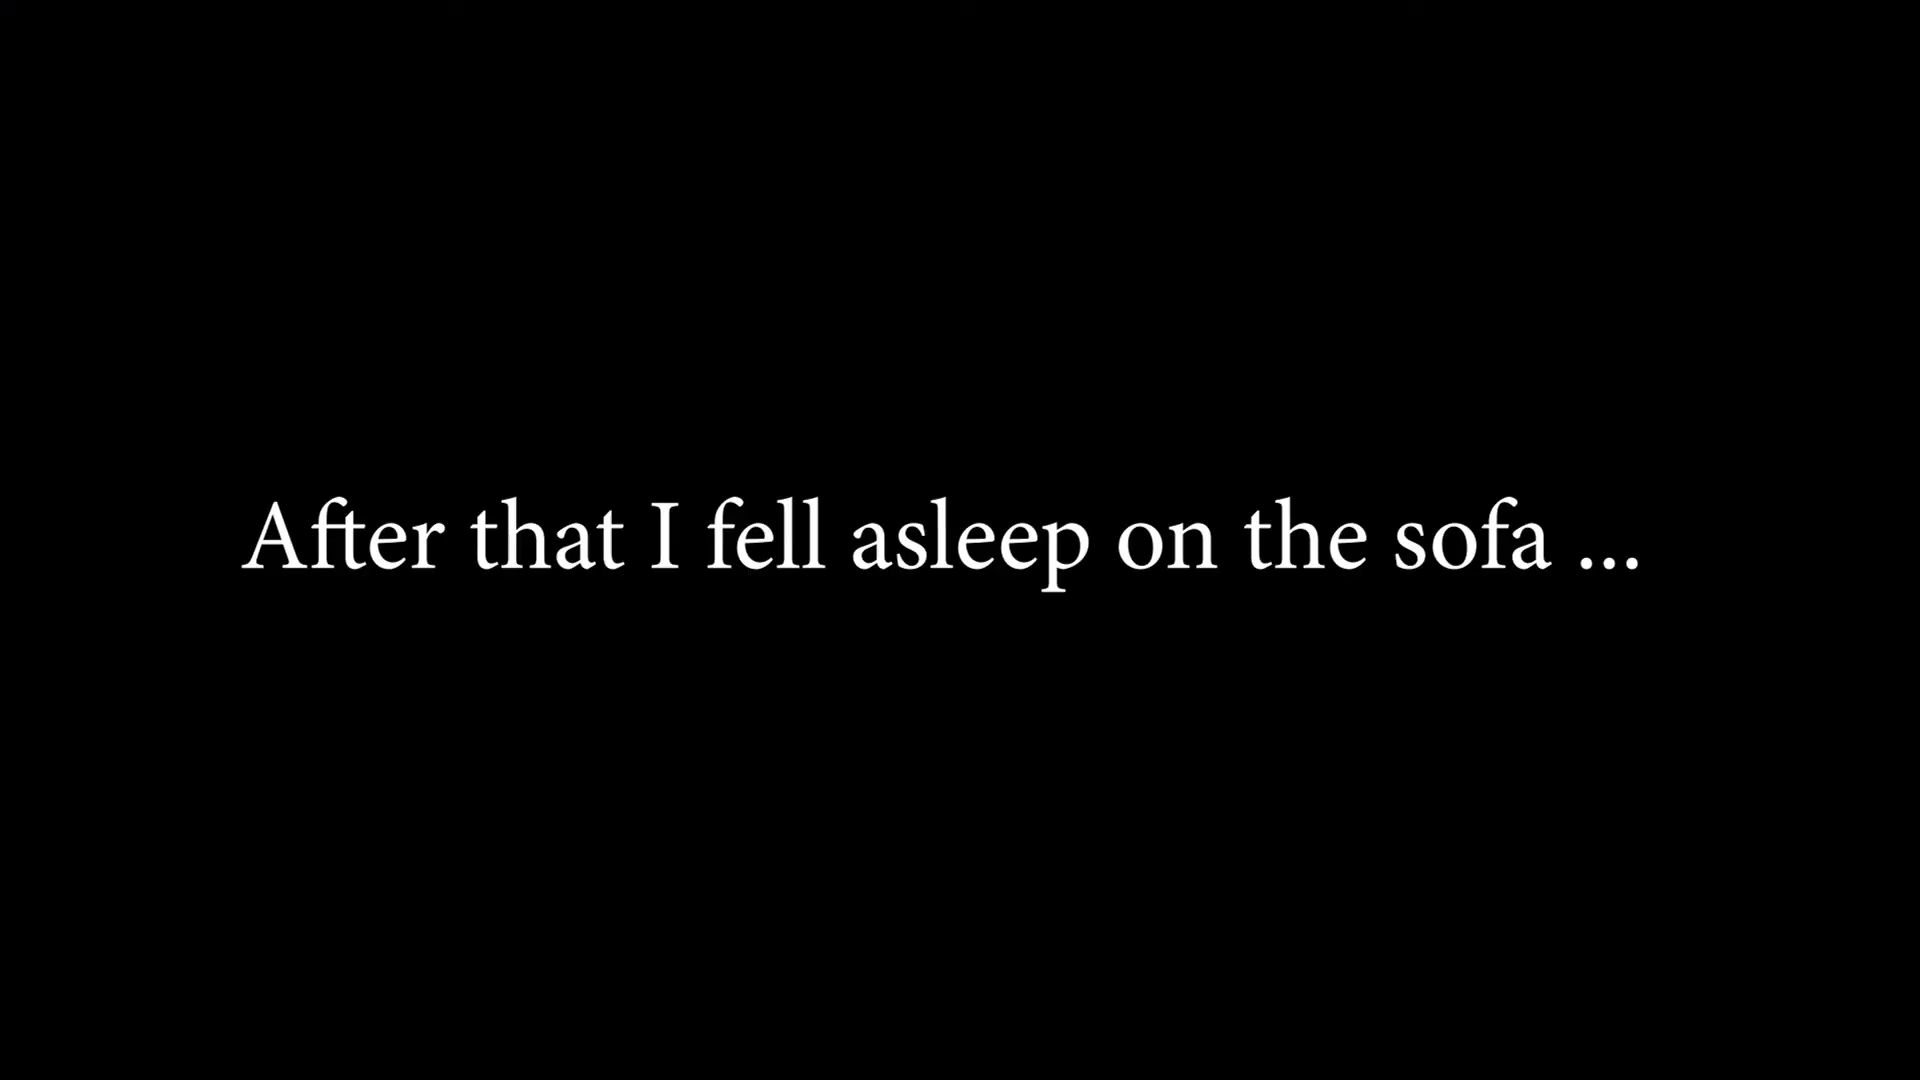 After that I fell asleep on the sofa ...